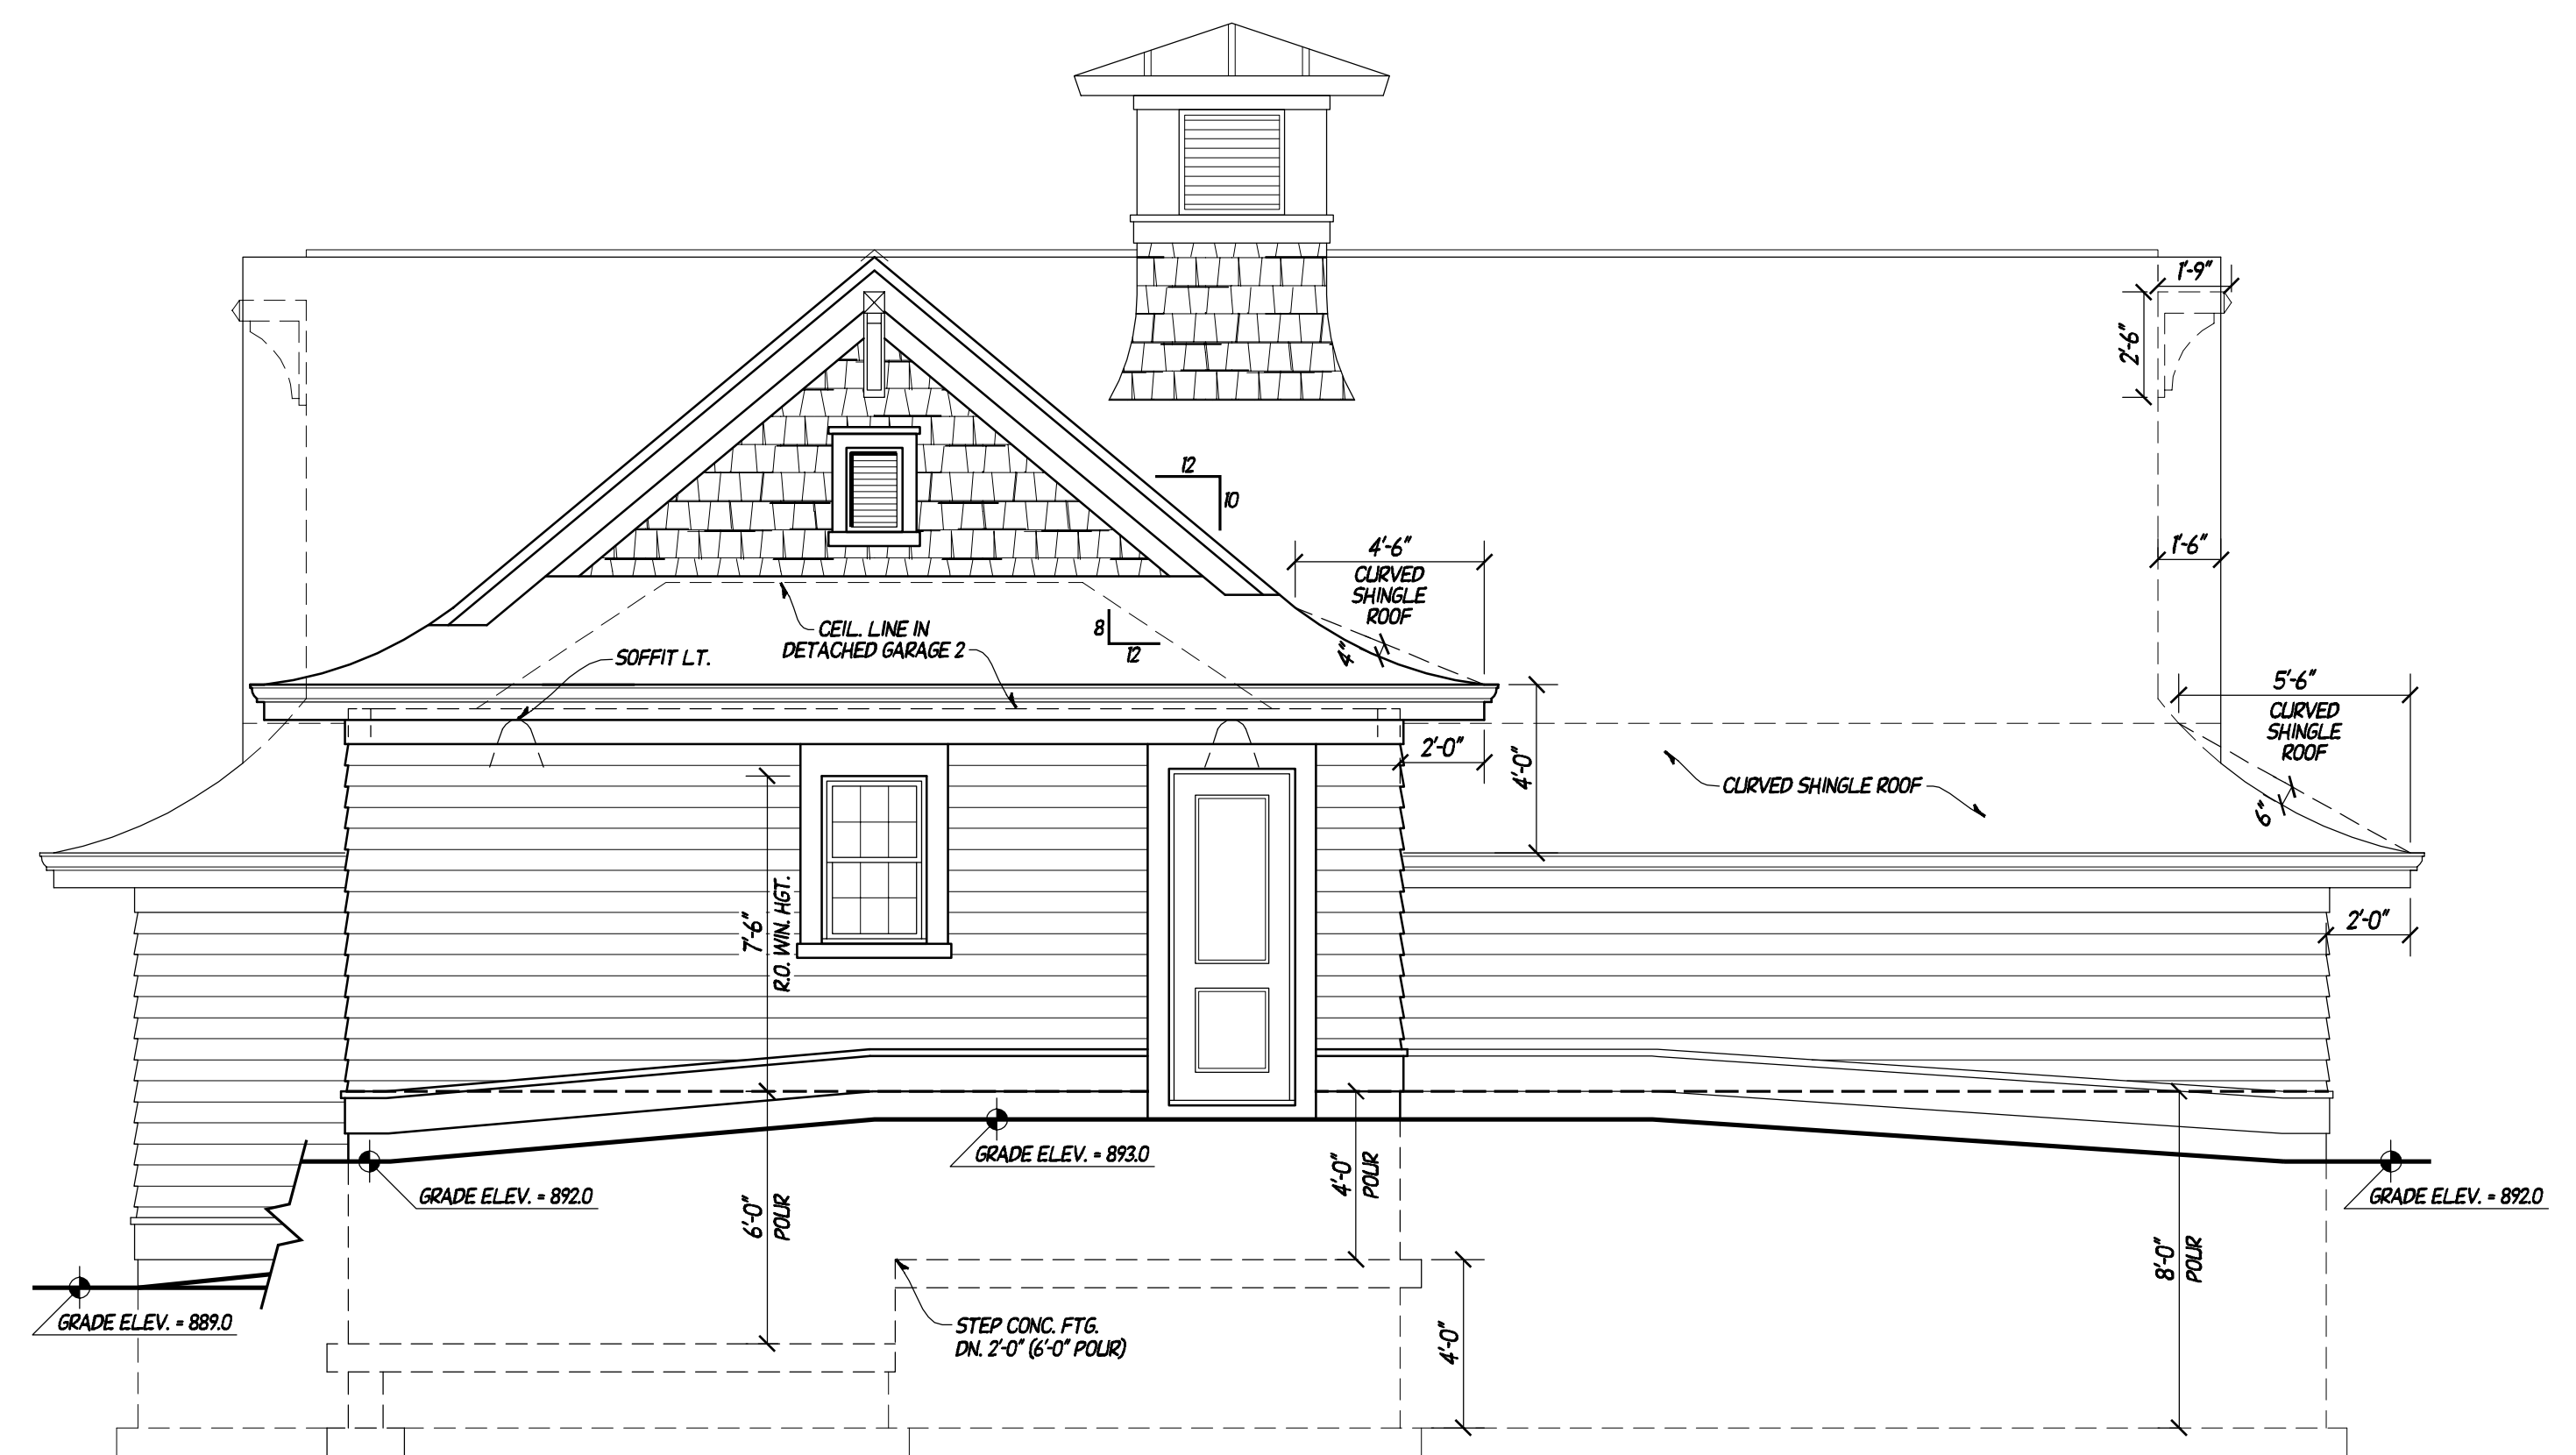 1'-9"
2'-6"
12
10
4'-6"
CURVED
SHINGLE
ROOF
1'-6"
4"
8
12
CEIL. LINE IN
DETACHED GARAGE 2
SOFFIT LT.
5'-6"
CURVED
SHINGLE
ROOF
6"
2'-0"
4'-0"
CURVED SHINGLE ROOF
7'-6"
R.O. WIN. HGT.
2'-0"
GRADE ELEV. = 893.0
GRADE ELEV. = 892.0
GRADE ELEV. = 892.0
6'-0"
POUR
4'-0"
POUR
8'-0"
POUR
GRADE ELEV. = 889.0
STEP CONC. FTG.
DN. 2'-0" (6'-0" POUR)
4'-0"